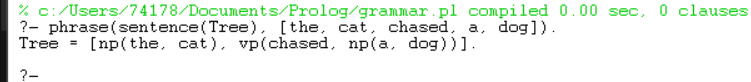 % c:/Users/74178/Documents/Prolog/grammar.pl compiled 0.00 sec, 0 clauses
?- phrase(sentence(Tree), [the, cat, chased, a, dog]).
Tree = [np(the, cat), vp(chased, np(a, dog))].
?-